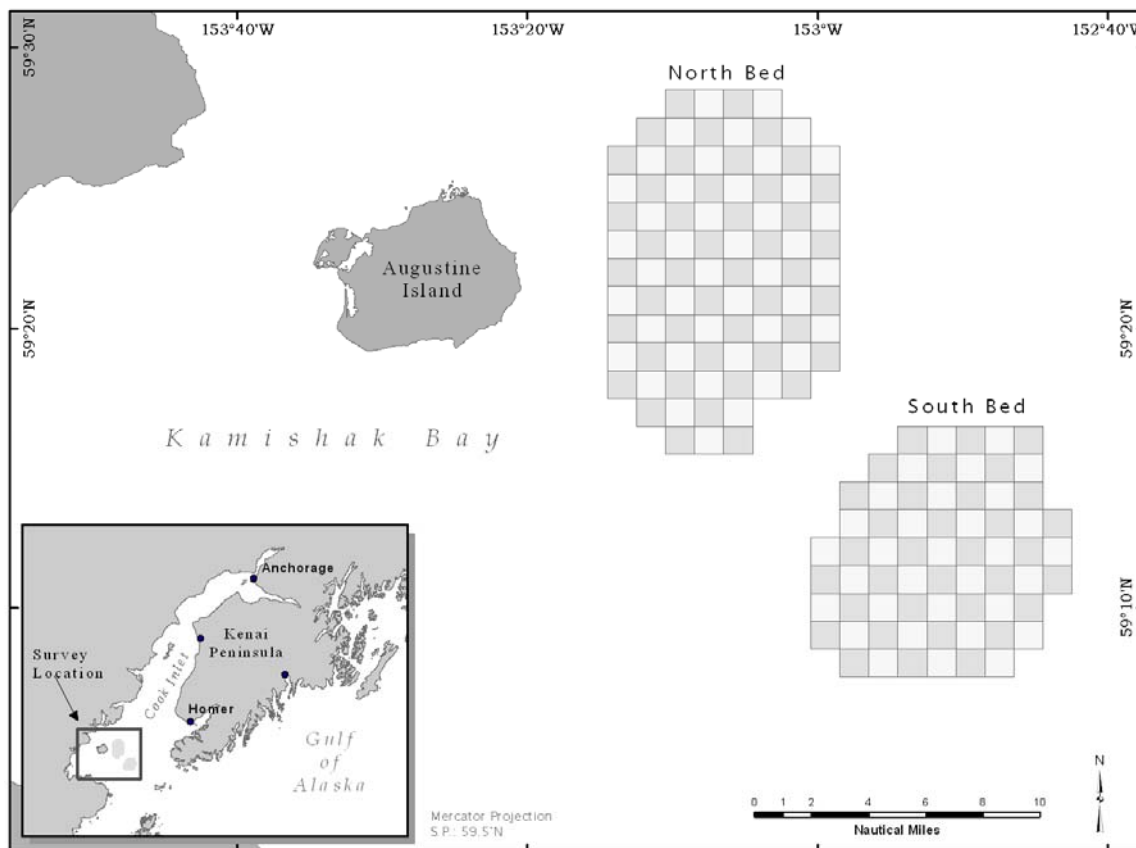 153°40'W 153°20'W 153°W 152°40'W
59°30'N
North Bed
Augustine
Island
59°20'N
59°20'N
South Bed
Kamishak Bay
Anchorage
Kenai
Peninsula
Survey
Location
Cook Inlet
Homer
Gulf
of
Alaska
59°10'N
N
Mercator Projection
S.P.: 59.5°N
0 1 2 4 6 8 10
Nautical Miles